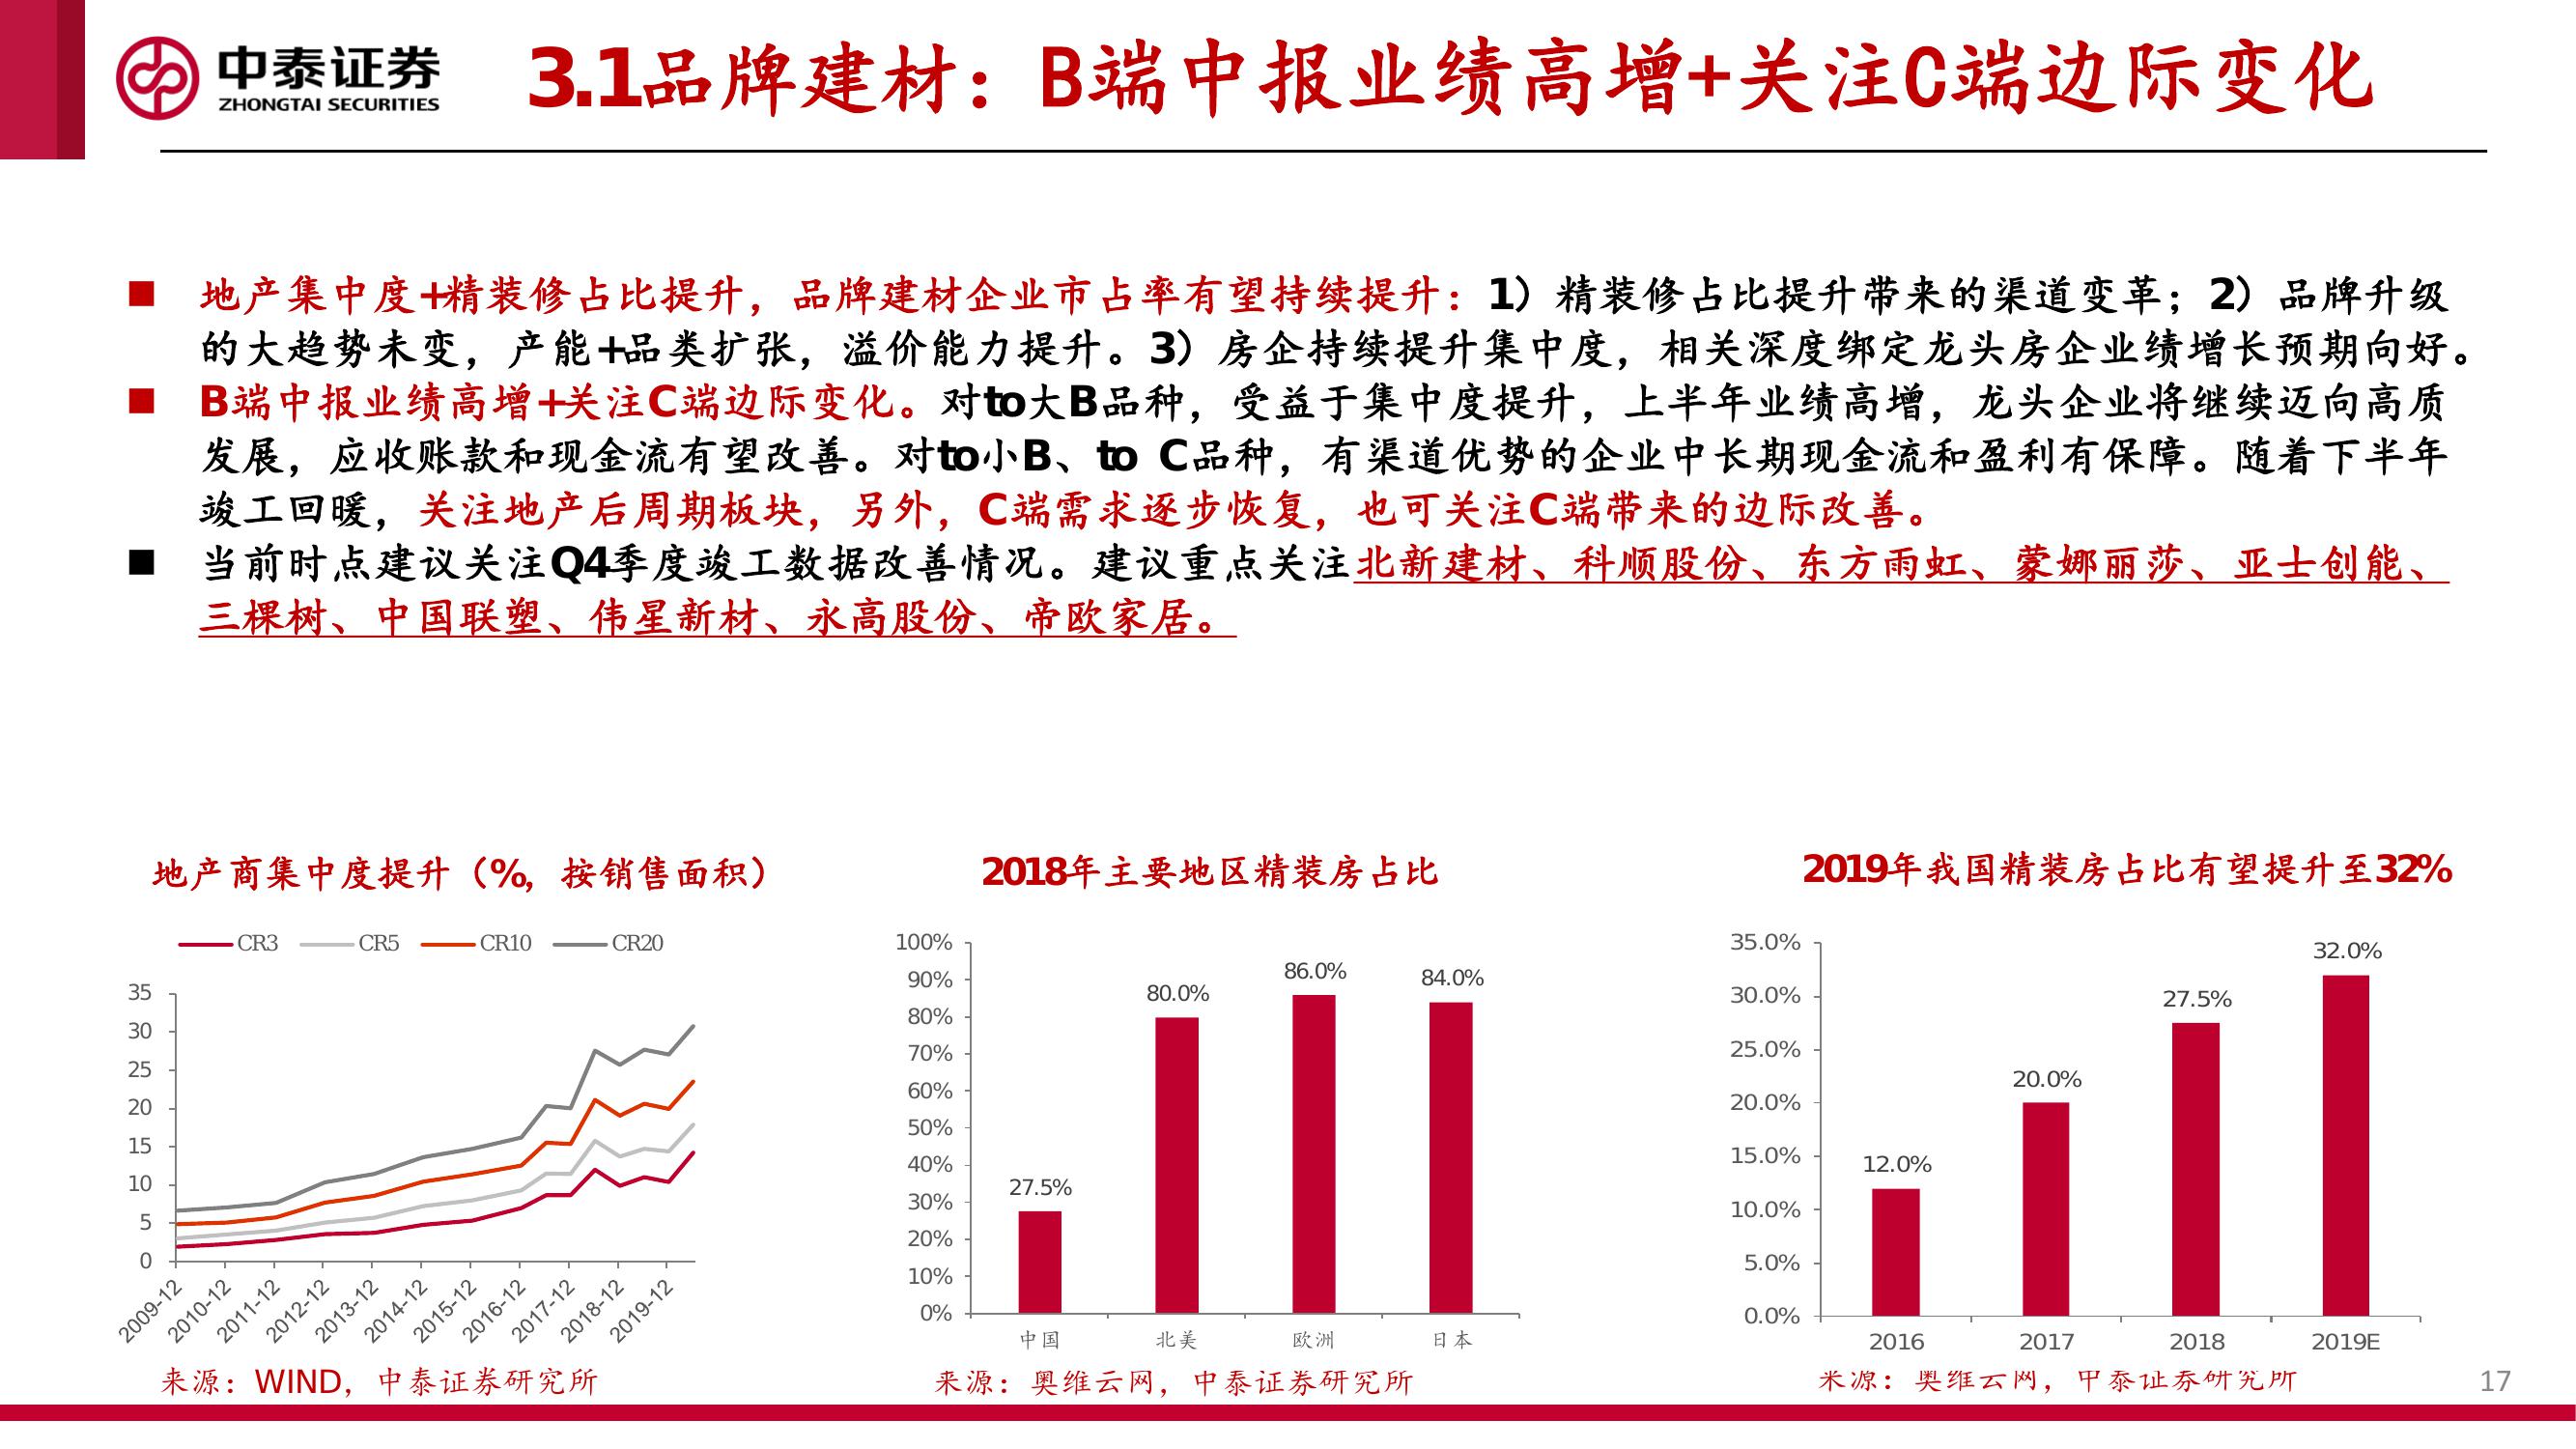 中泰证券
ZHONGTAI SECURITIES
3.1品牌建材：B端中报业绩高增+关注C端边际变化
■ 地产集中度+精装修占比提升，品牌建材企业市占率有望持续提升：1）精装修占比提升带来的渠道变革；2）品牌升级
的大趋势未变，产能+品类扩张，溢价能力提升。3）房企持续提升集中度，相关深度绑定龙头房企业绩增长预期向好。
■ B端中报业绩高增+关注C端边际变化。对to大B品种，受益于集中度提升，上半年业绩高增，龙头企业将继续迈向高质
发展，应收账款和现金流有望改善。对to小B、to C品种，有渠道优势的企业中长期现金流和盈利有保障。随着下半年
竣工回暖，关注地产后周期板块，另外，C端需求逐步恢复，也可关注C端带来的边际改善。
■ 当前时点建议关注Q4季度竣工数据改善情况。建议重点关注北新建材、科顺股份、东方雨虹、蒙娜丽莎、亚士创能、
三棵树、中国联塑、伟星新材、永高股份、帝欧家居。
地产商集中度提升（%，按销售面积）
CR3 CR5 CR10 CR20
35
30
25
20
15
10
5
0
2009-12 2010-12 2011-12 2012-12 2013-12 2014-12 2015-12 2016-12 2017-12 2018-12 2019-12
来源：WIND，中泰证券研究所
2018年主要地区精装房占比
100%
90%
80%
70%
60%
50%
40%
30%
20%
10%
0%
27.5% 80.0% 86.0% 84.0%
中国 北美 欧洲 日本
来源：奥维云网，中泰证券研究所
2019年我国精装房占比有望提升至32%
35.0%
30.0%
25.0%
20.0%
15.0%
10.0%
5.0%
0.0%
12.0% 20.0% 27.5% 32.0%
2016 2017 2018 2019E
来源：奥维云网，中泰证券研究所
17